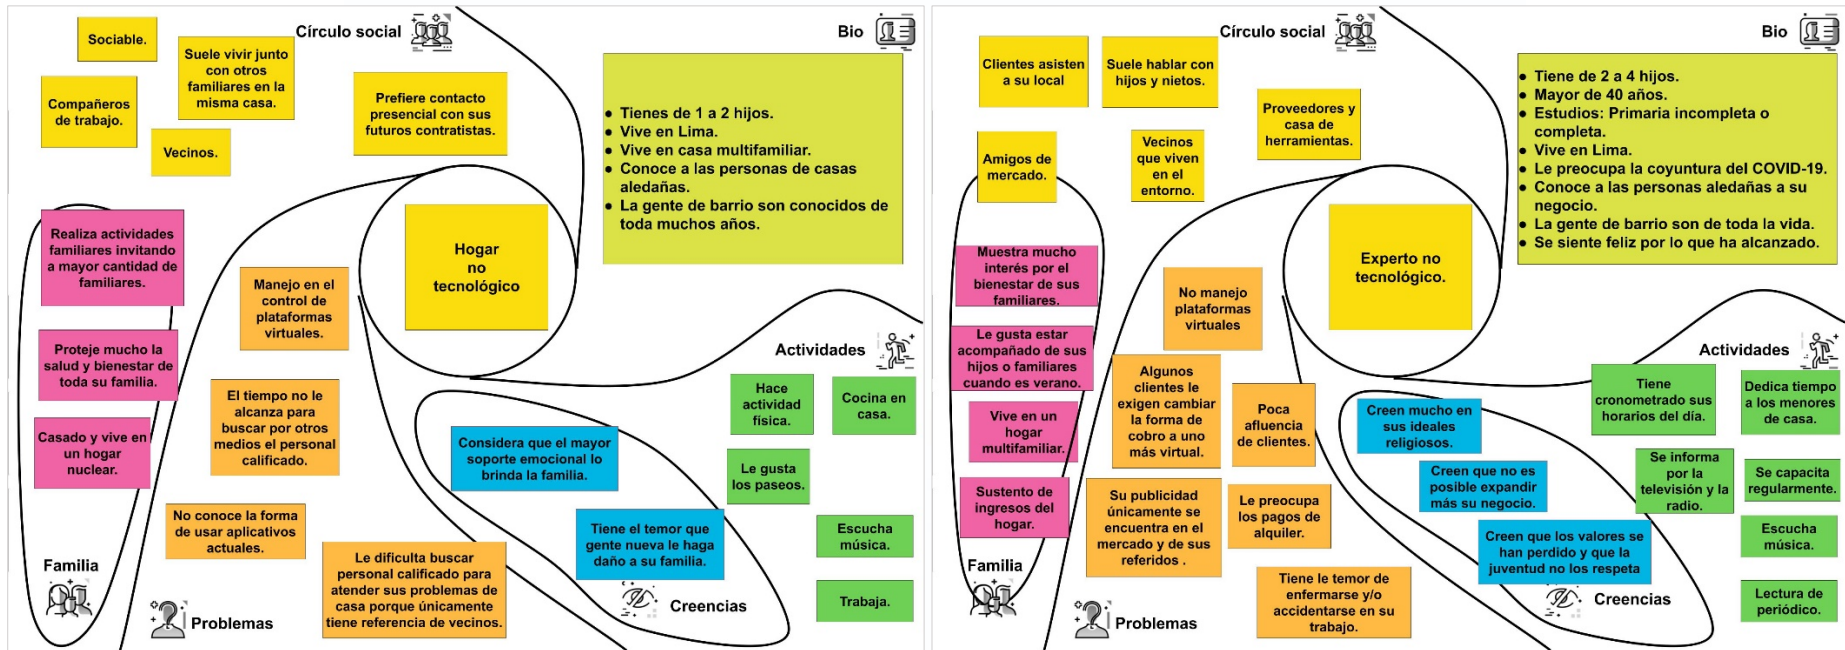 Círculo social
Bio
Sociable.
Suele vivir junto
con otros
familiares en la
misma casa.
Compañeros
de trabajo.
Vecinos.
Prefiere contacto
presencial con sus
futuros contratistas.
● Tienes de 1 a 2 hijos.
● Vive en Lima.
● Vive en casa multifamiliar.
● Conoce a las personas de casas
aledañas.
● La gente de barrio son conocidos de
toda muchos años.
Hogar
no
tecnológico
Realiza actividades
familiares invitando
a mayor cantidad de
familiares.
Proteje mucho la
salud y bienestar de
toda su familia.
Casado y vive en
un hogar
nuclear.
Familia
Manejo en el
control de
plataformas
virtuales.
El tiempo no le
alcanza para
buscar por otros
medios el personal
calificado.
No conoce la forma
de usar aplicativos
actuales.
Le dificulta buscar
personal calificado para
atender sus problemas de
casa porque únicamente
tiene referencia de vecinos.
Problemas
Considera que el mayor
soporte emocional lo
brinda la familia.
Tiene el temor que
gente nueva le haga
daño a su familia.
Creencias
Actividades
Hace
actividad
física.
Cocina en
casa.
Le gusta
los paseos.
Escucha
música.
Trabaja.
Círculo social
Bio
Clientes asisten
a su local
Suele hablar con
hijos y nietos.
Proveedores y
casa de
herramientas.
Amigos de
mercado.
Vecinos
que viven
en el
entorno.
● Tiene de 2 a 4 hijos.
● Mayor de 40 años.
● Estudios: Primaria incompleta o
completa.
● Vive en Lima.
● Le preocupa la coyuntura del COVID-19.
● Conoce a las personas aledañas a su
negocio.
● La gente de barrio son de toda la vida.
● Se siente feliz por lo que ha alcanzado.
Experto no
tecnológico.
Muestra mucho
interés por el
bienestar de sus
familiares.
Le gusta estar
acompañado de sus
hijos o familiares
cuando es verano.
Vive en un
hogar
multifamiliar.
Sustento de
ingresos del
hogar.
Familia
No manejo
plataformas
virtuales
Algunos
clientes le
exigen cambiar
la forma de
cobro a uno
más virtual.
Poca
afluencia
de clientes.
Su publicidad
únicamente se
encuentra en el
mercado y de sus
referidos .
Le preocupa
los pagos de
alquiler.
Tiene le temor de
enfermarse y/o
accidentarse en su
trabajo.
Problemas
Creen mucho en
sus ideales
religiosos.
Creen que no es
posible expandir
más su negocio.
Creen que los valores se
han perdido y que la
juventud no los respeta
Creencias
Actividades
Tiene
cronometrado sus
horarios del día.
Dedica tiempo
a los menores
de casa.
Se informa
por la
televisión y la
radio.
Se capacita
regularmente.
Escucha
música.
Lectura de
periódico.